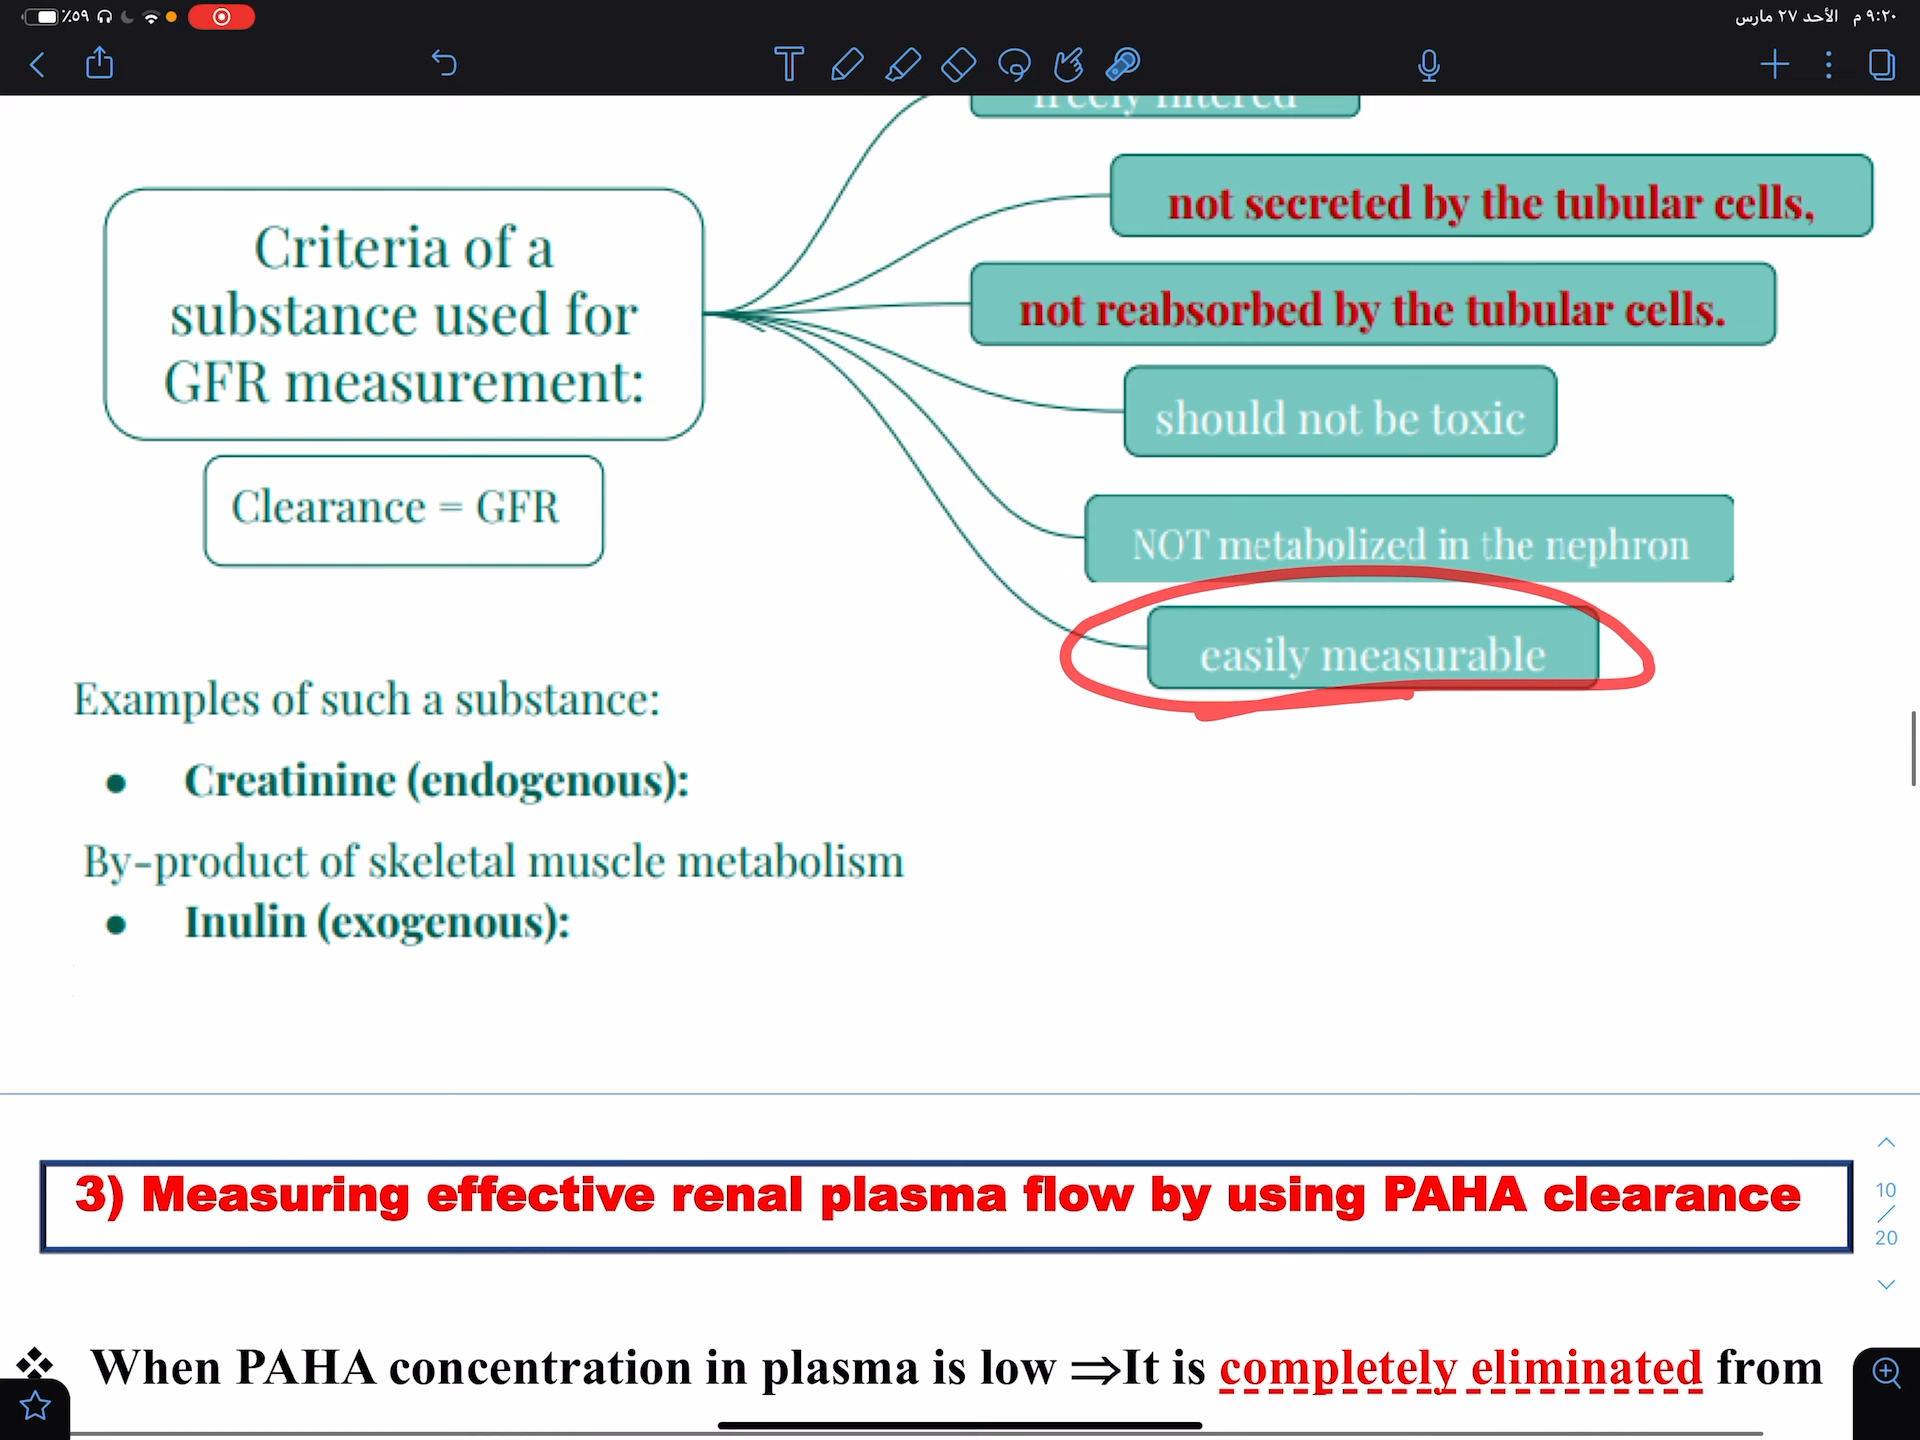 ٪٥٩
٩:٢٠ م الأحد ٢٧ مارس
freely filtered
not secreted by the tubular cells,
Criteria of a
substance used for
GFR measurement:
not reabsorbed by the tubular cells.
should not be toxic
Clearance = GFR
NOT metabolized in the nephron
easily measurable
Examples of such a substance:
● Creatinine (endogenous):
By-product of skeletal muscle metabolism
● Inulin (exogenous):
3) Measuring effective renal plasma flow by using PAHA clearance
10
/
20
❖ When PAHA concentration in plasma is low ⇒It is completely eliminated from